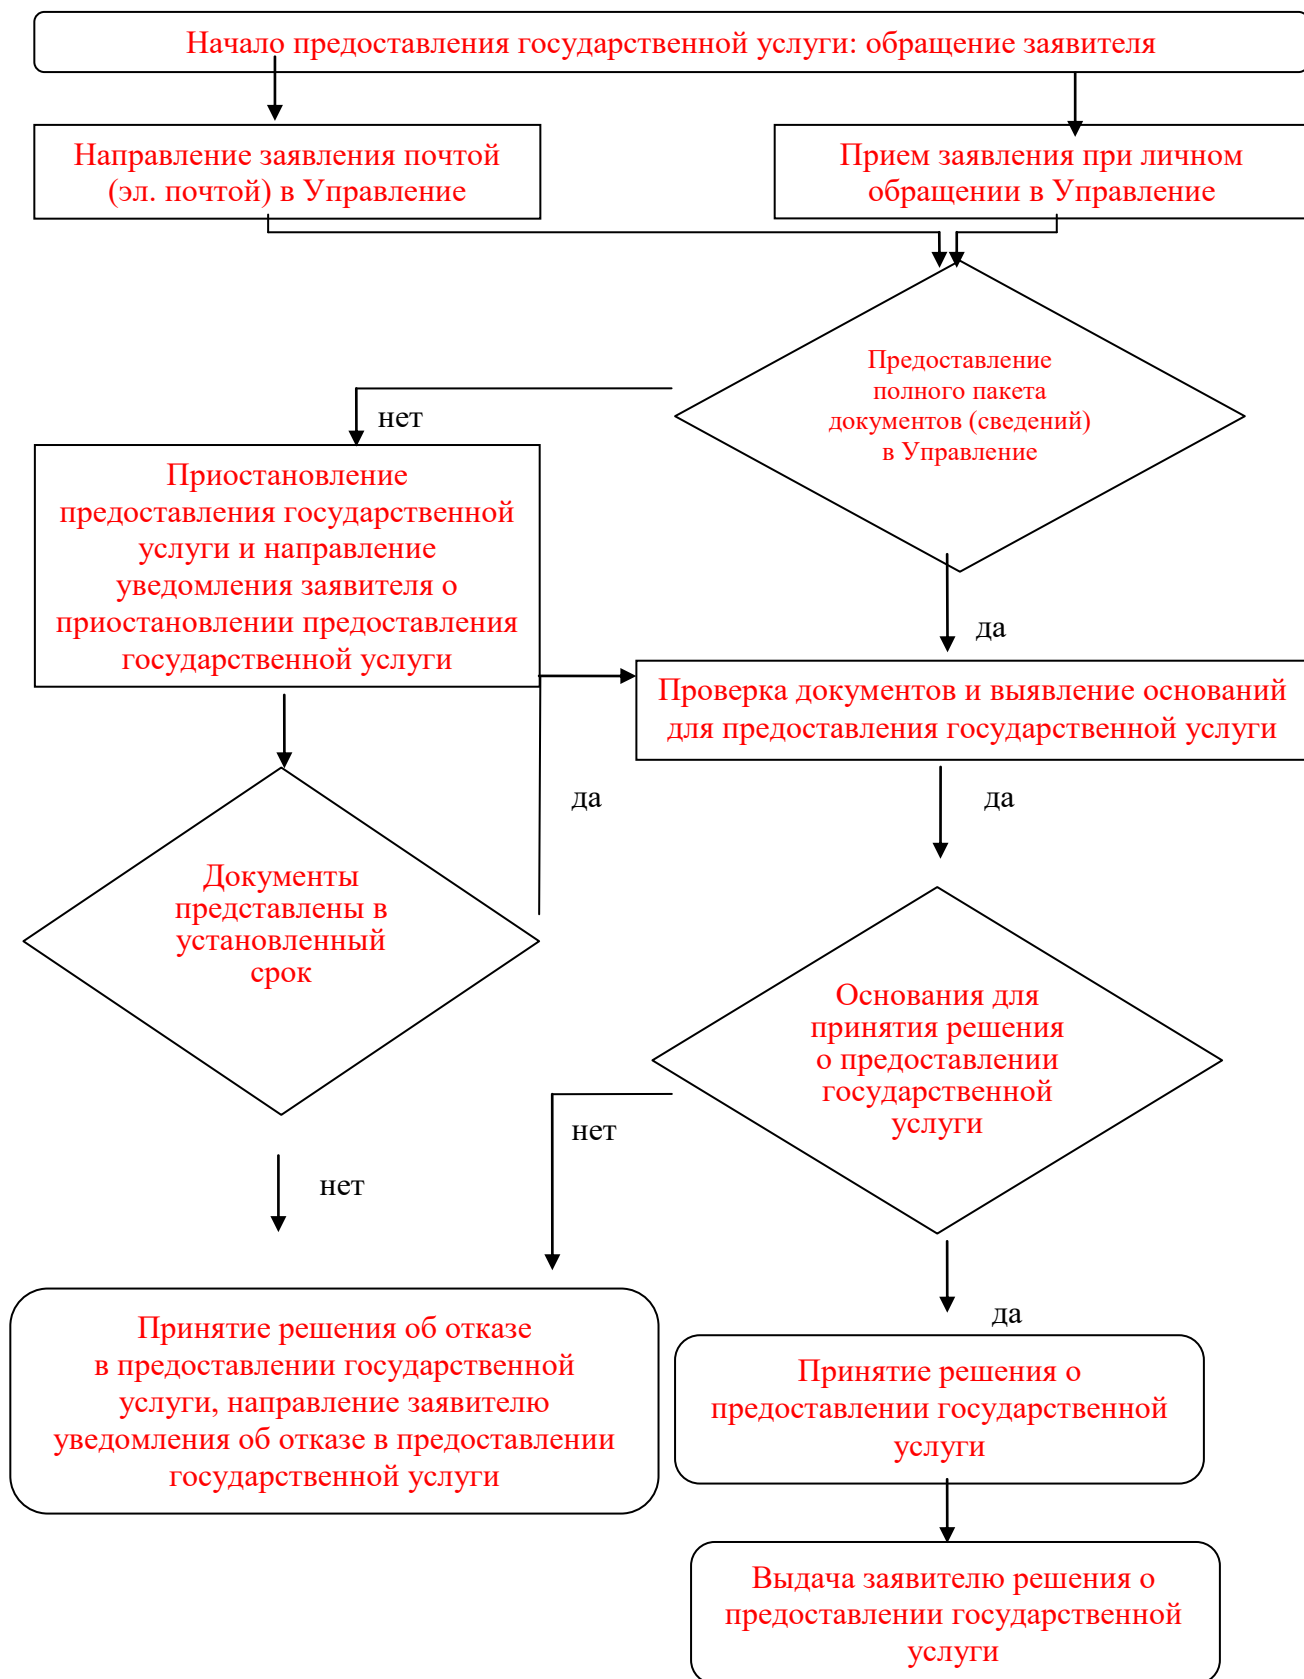 Начало предоставления государственной услуги: обращение заявителя
Направление заявления почтой
(эл. почтой) в Управление
Прием заявления при личном
обращении в Управление
Предоставление
полного пакета
документов (сведений)
в Управление
нет
Приостановление
предоставления государственной
услуги и направление
уведомления заявителя о
приостановлении предоставления
государственной услуги
да
Проверка документов и выявление оснований
для предоставления государственной услуги
да
да
Документы
представлены в
установленный
срок
Основания для
принятия решения
о предоставлении
государственной
услуги
нет
нет
да
Принятие решения об отказе
в предоставлении государственной
услуги, направление заявителю
уведомления об отказе в предоставлении
государственной услуги
Принятие решения о
предоставлении государственной
услуги
Выдача заявителю решения о
предоставлении государственной
услуги